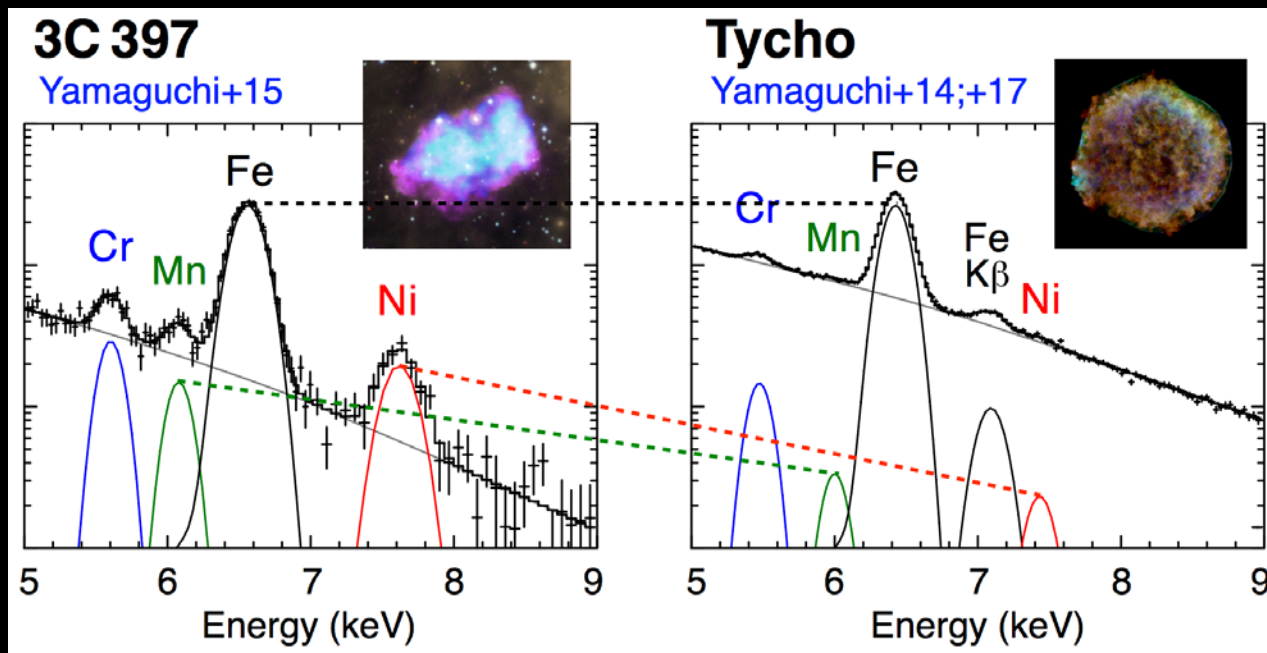 3C 397
Yamaguchi+15
Fe
Cr
Mn
Ni
5 6 7 8 9
Energy (keV)
Tycho
Yamaguchi+14;+17
Fe
Cr
Mn
Fe
Kβ
Ni
5 6 7 8 9
Energy (keV)